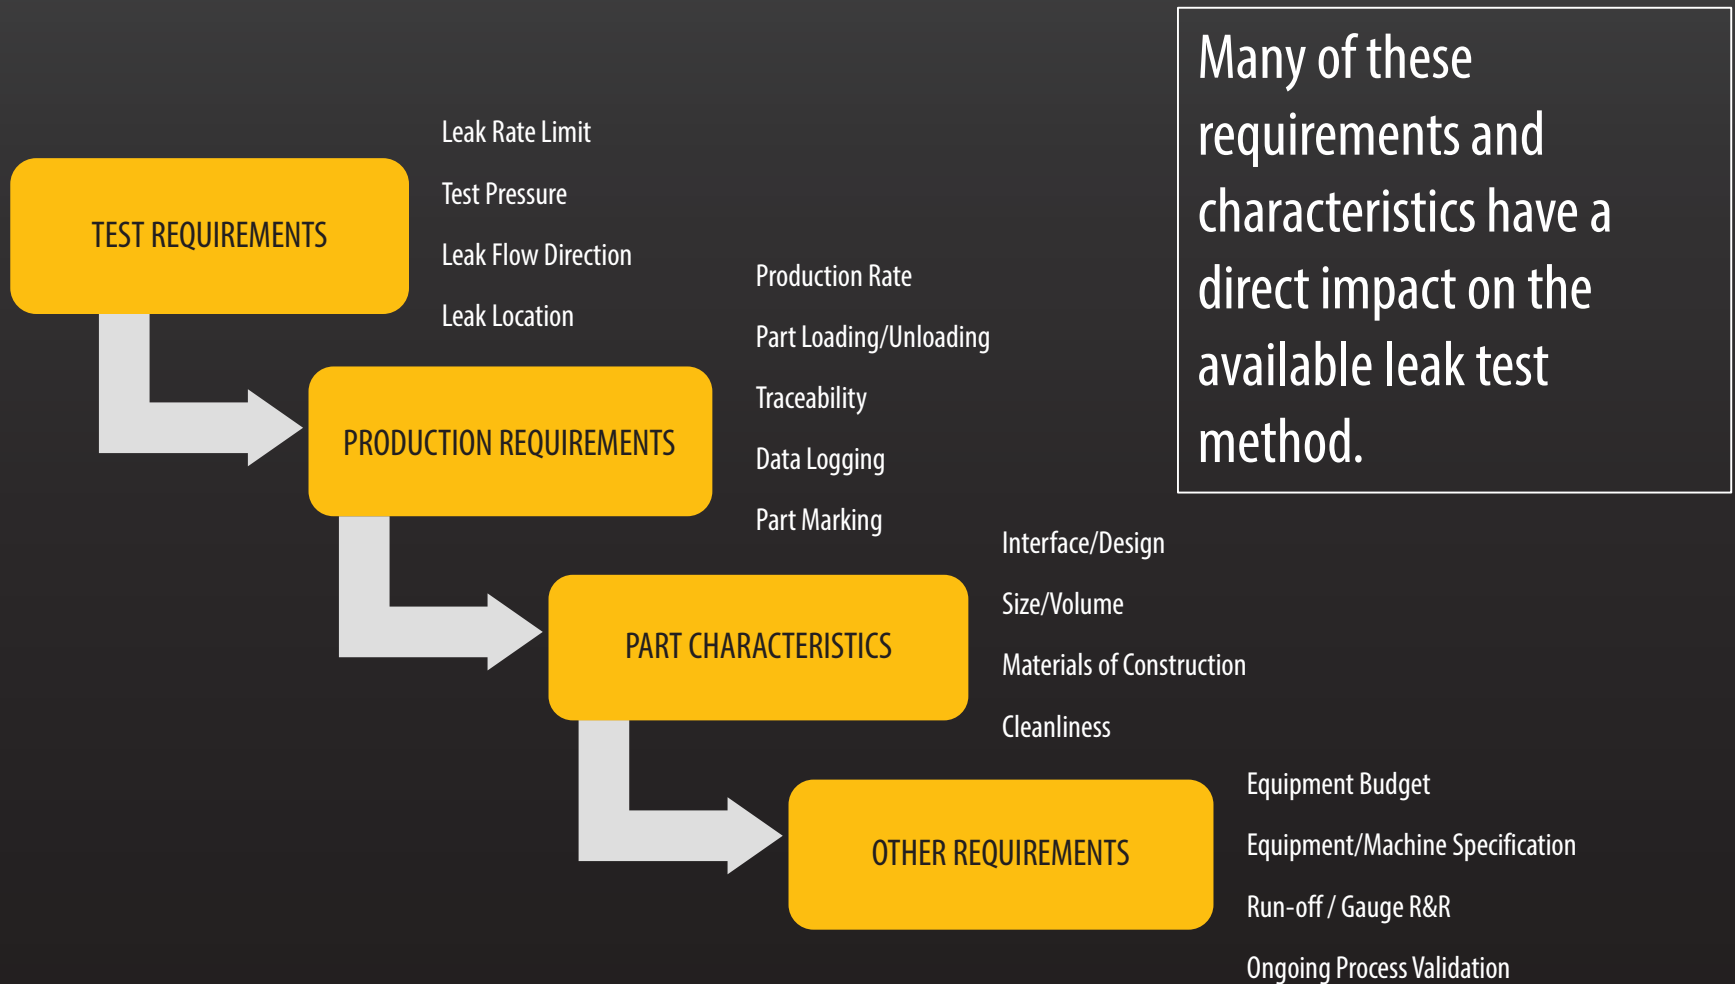 TEST REQUIREMENTS
Leak Rate Limit
Test Pressure
Leak Flow Direction
Leak Location
PRODUCTION REQUIREMENTS
Production Rate
Part Loading/Unloading
Traceability
Data Logging
Part Marking
PART CHARACTERISTICS
Interface/Design
Size/Volume
Materials of Construction
Cleanliness
OTHER REQUIREMENTS
Equipment Budget
Equipment/Machine Specification
Run-off / Gauge R&R
Ongoing Process Validation
Many of these
requirements and
characteristics have a
direct impact on the
available leak test
method.